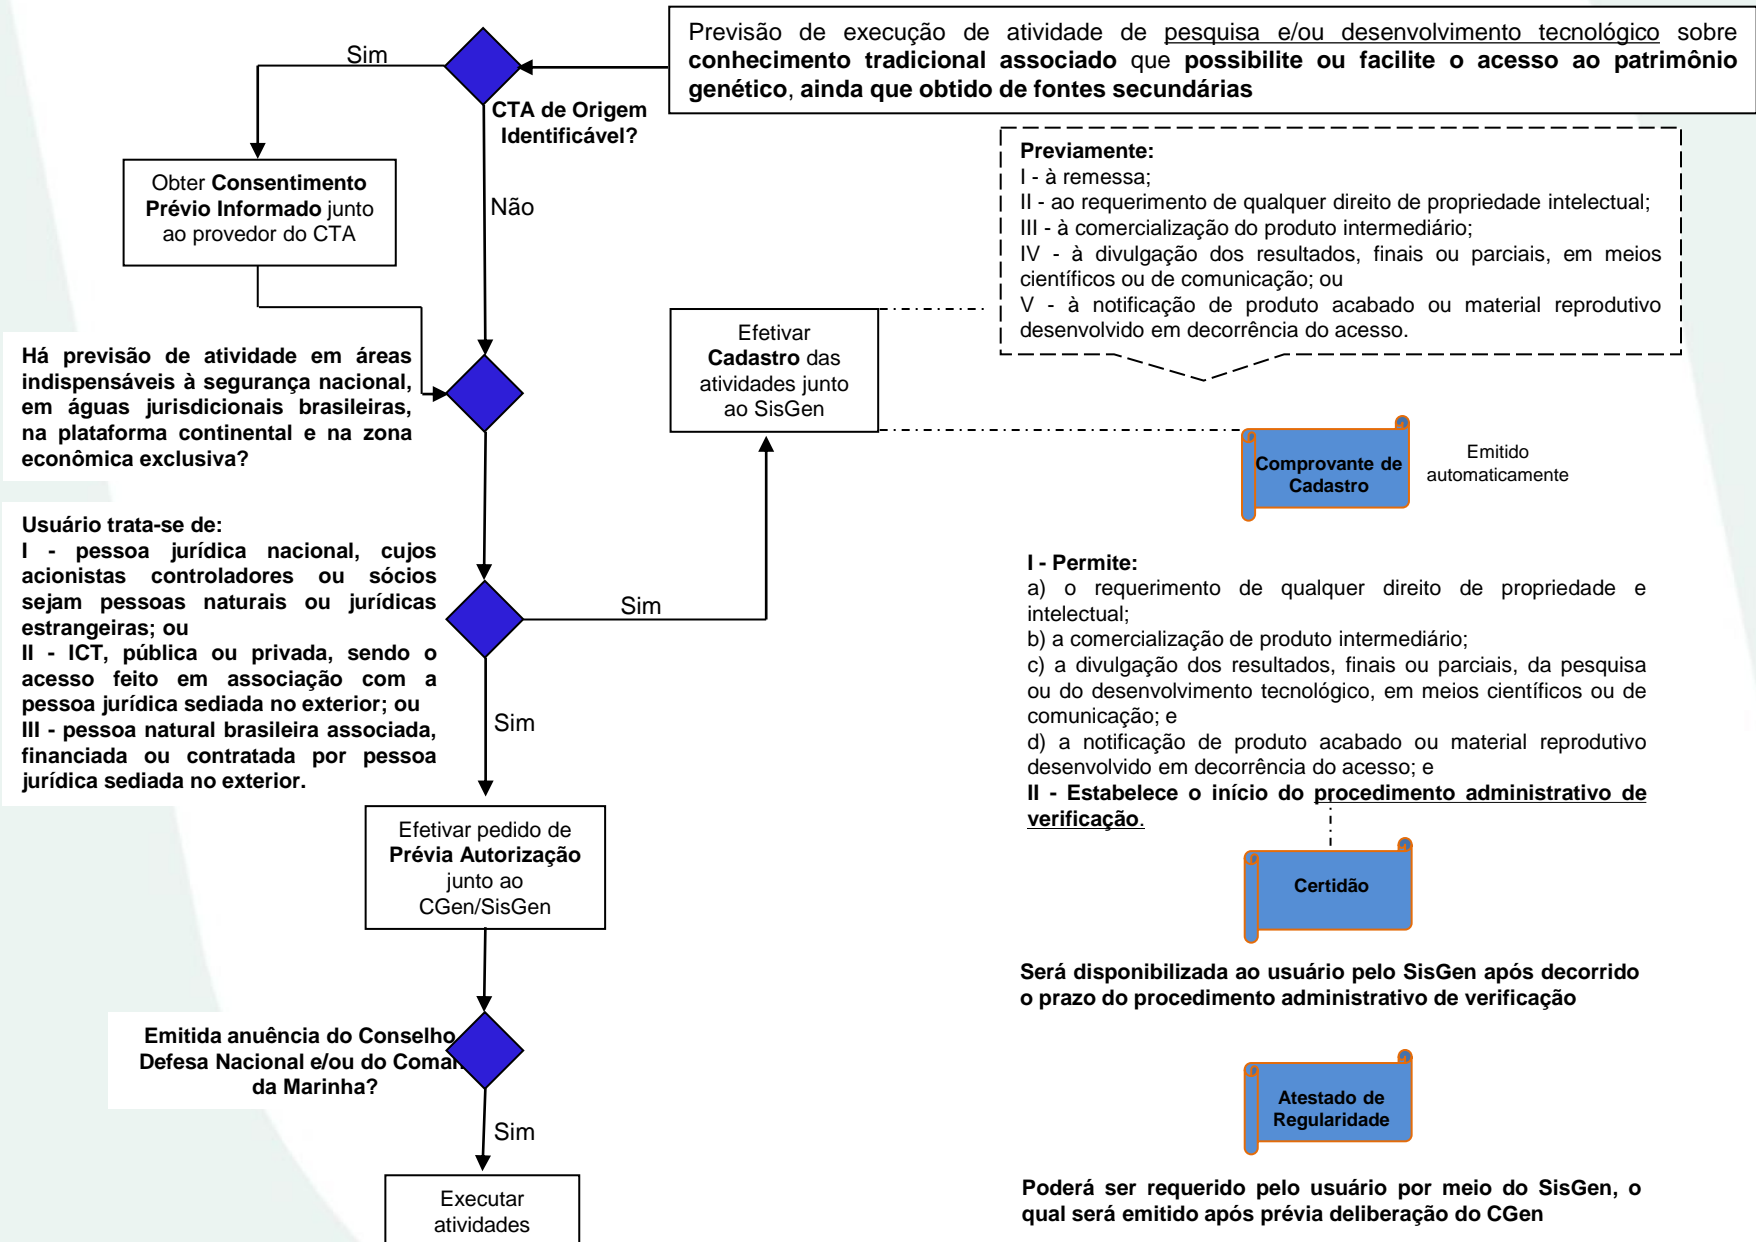 Previsão de execução de atividade de pesquisa e/ou desenvolvimento tecnológico sobre
conhecimento tradicional associado que possibilite ou facilite o acesso ao patrimônio
genético, ainda que obtido de fontes secundárias
Sim
CTA de Origem
Identificável?
Obter Consentimento
Prévio Informado junto
ao provedor do CTA
Não
Previamente:
I - à remessa;
II - ao requerimento de qualquer direito de propriedade intelectual;
III - à comercialização do produto intermediário;
IV - à divulgação dos resultados, finais ou parciais, em meios
científicos ou de comunicação; ou
V - à notificação de produto acabado ou material reprodutivo
desenvolvido em decorrência do acesso.
Há previsão de atividade em áreas
indispensáveis à segurança nacional,
em águas jurisdicionais brasileiras,
na plataforma continental e na zona
econômica exclusiva?
Efetivar
Cadastro das
atividades junto
ao SisGen
Comprovante de
Cadastro
Emitido
automaticamente
Usuário trata-se de:
I - pessoa jurídica nacional, cujos
acionistas controladores ou sócios
sejam pessoas naturais ou jurídicas
estrangeiras; ou
II - ICT, pública ou privada, sendo o
acesso feito em associação com a
pessoa jurídica sediada no exterior; ou
III - pessoa natural brasileira associada,
financiada ou contratada por pessoa
jurídica sediada no exterior.
Sim
Sim
I - Permite:
a) o requerimento de qualquer direito de propriedade e
intelectual;
b) a comercialização de produto intermediário;
c) a divulgação dos resultados, finais ou parciais, da pesquisa
ou do desenvolvimento tecnológico, em meios científicos ou de
comunicação; e
d) a notificação de produto acabado ou material reprodutivo
desenvolvido em decorrência do acesso; e
II - Estabelece o início do procedimento administrativo de
verificação.
Efetivar pedido de
Prévia Autorização
junto ao
CGen/SisGen
Certidão
Será disponibilizada ao usuário pelo SisGen após decorrido
o prazo do procedimento administrativo de verificação
Emitida anuência do Conselho
Defesa Nacional e/ou do
da Marinha?
Sim
Atestado de
Regularidade
Executar
atividades
Poderá ser requerido pelo usuário por meio do SisGen, o
qual será emitido após prévia deliberação do CGen